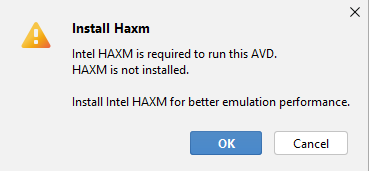 Install Haxm
Intel HAXM is required to run this AVD.
HAXM is not installed.
Install Intel HAXM for better emulation performance.
OK
Cancel